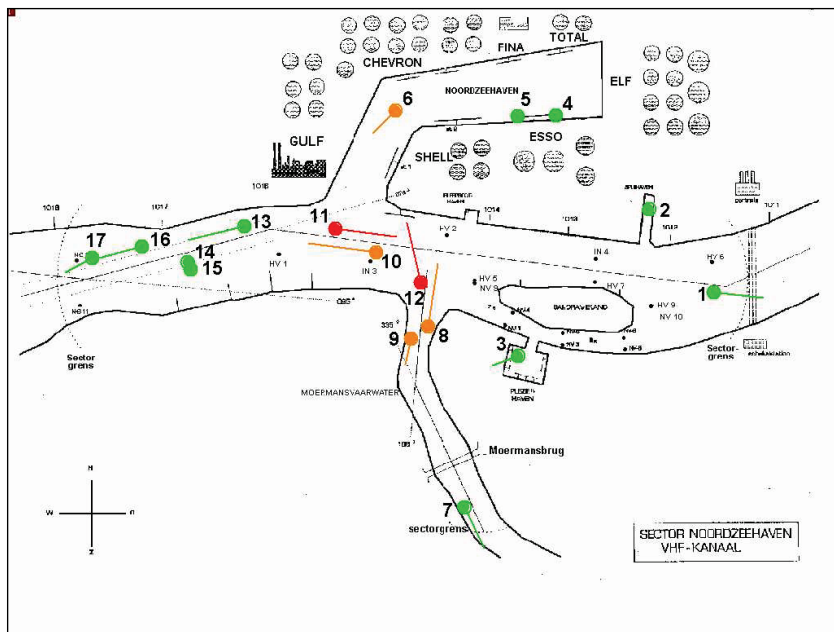 TOTAL
FINA
CHEVRON
NOORDZEEHAVEN
ELF
6
5
4
GULF
SHELL
ESSO
2
1018
1017
1016
1014
1013
1012
1011
11
13
16
17
14
15
10
HV 2
IN 4
HV 6
HV 1
IN 3
HV 5
NV 9
HV 7
HV 9
NV 10
1
12
8
9
3
335°
Sector
grens
Sector-
grens
MOERMANSVAARWATER
Moermansbrug
7
sectorgrens
N
W
O
Z
SECTOR NOORDZEEHAVEN
VHF-KANAAL